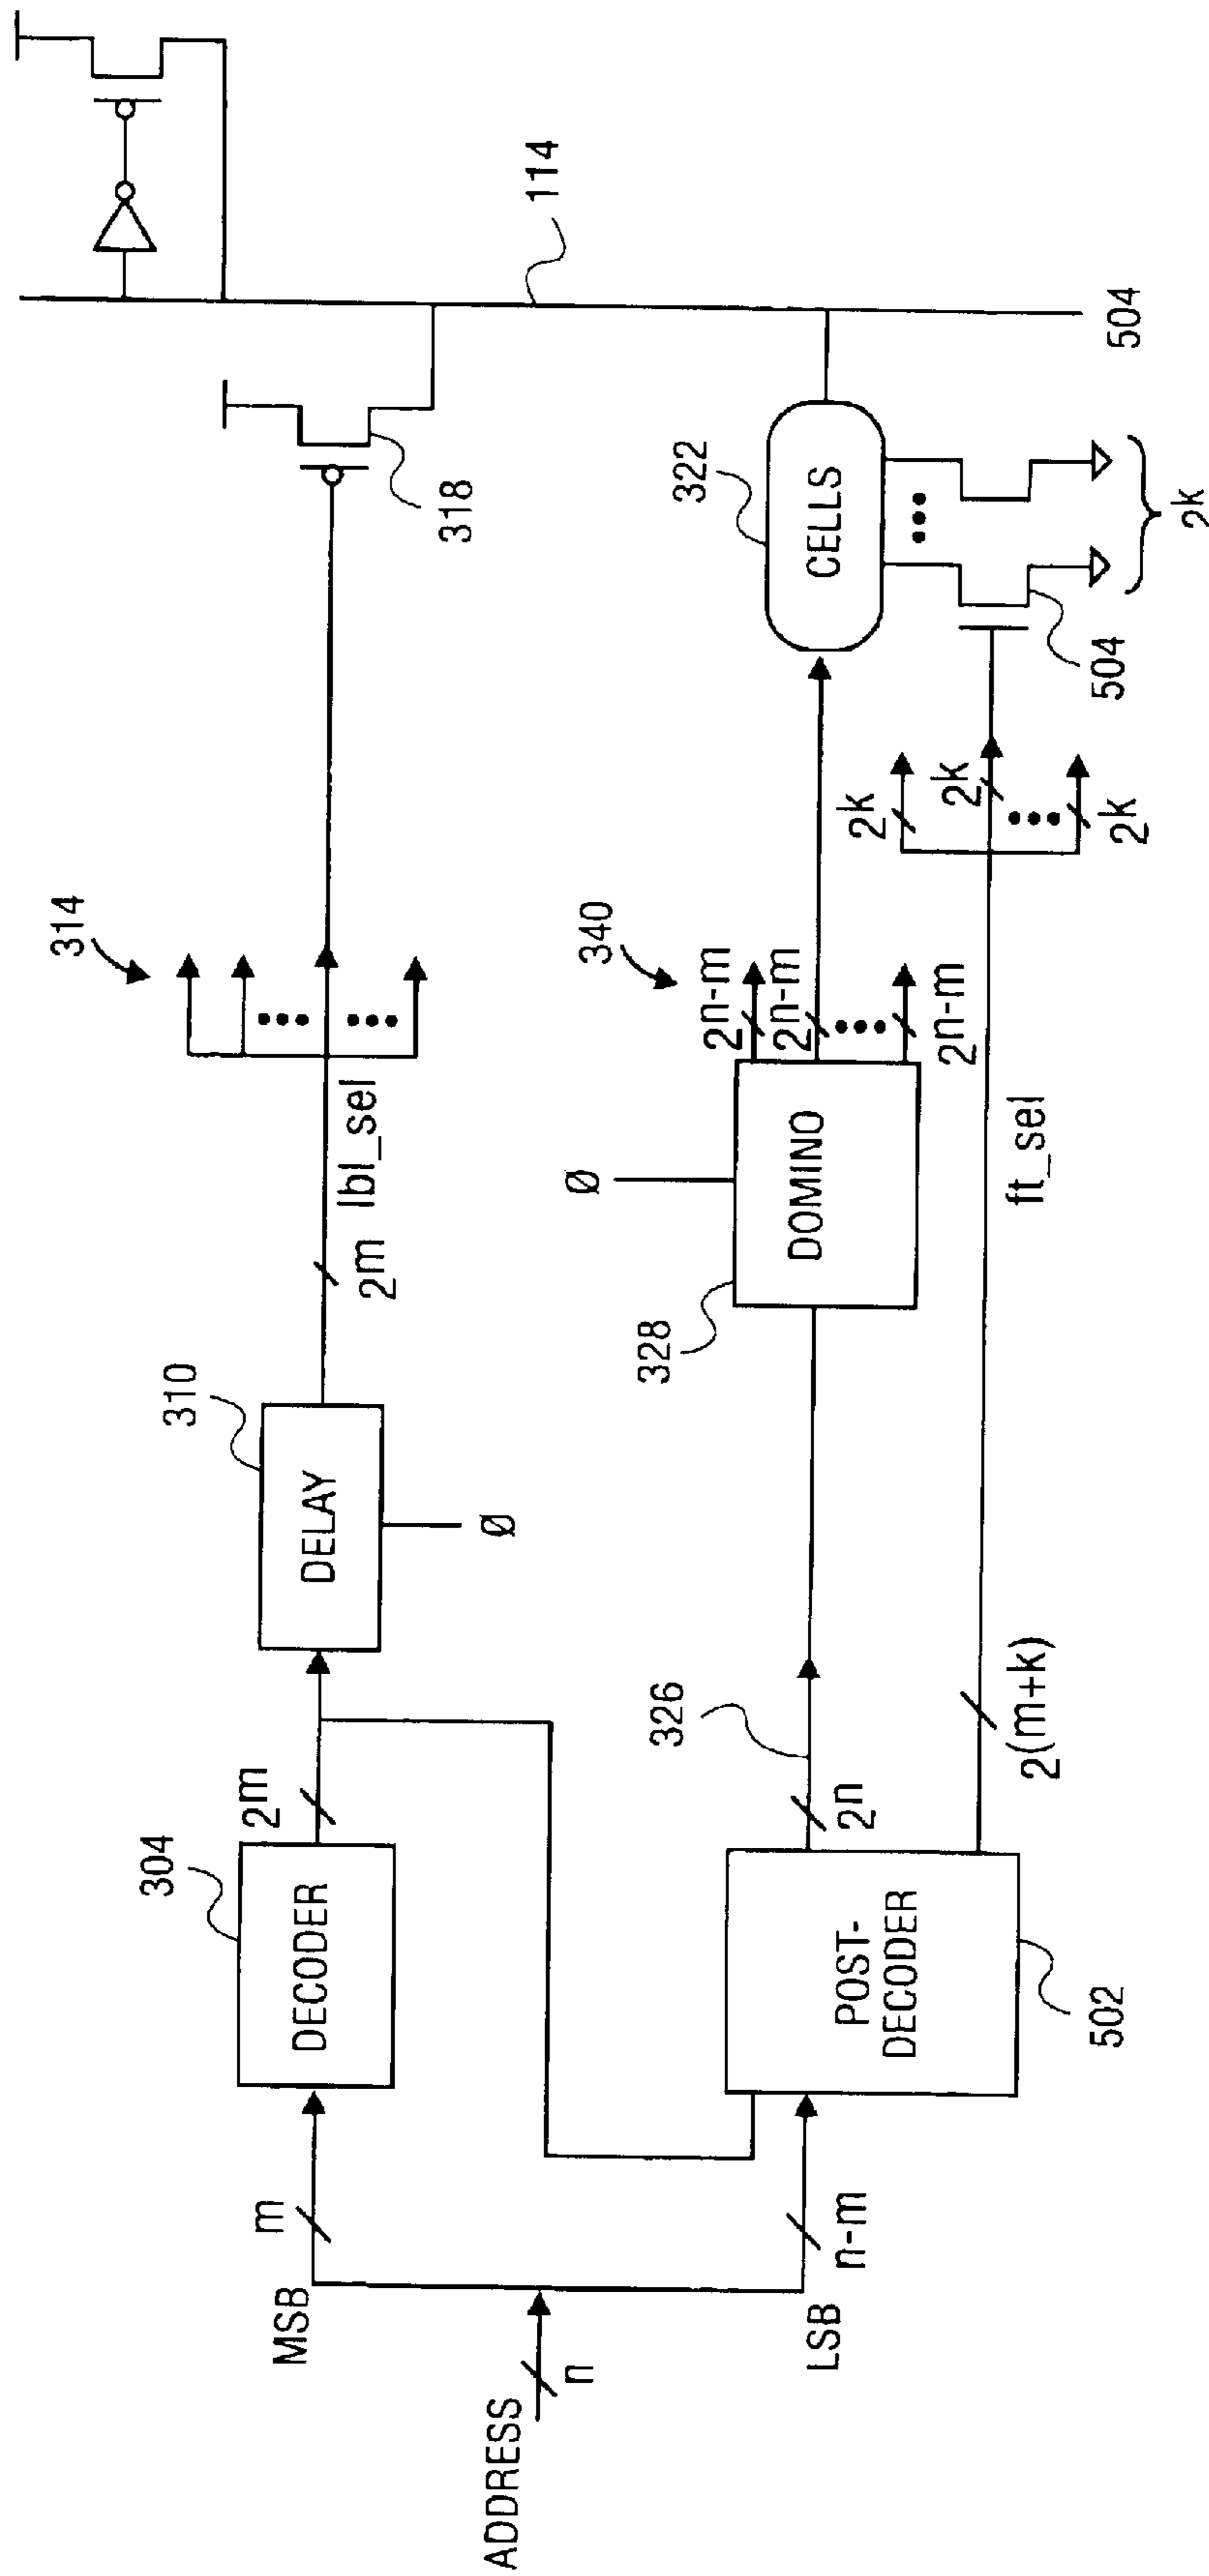 ADDRESS
n
MSB
m
LSB
n-m
304
DECODER
2m
310
DELAY
Ø
2m
lbl_sel
314
318
114
POST-
DECODER
502
326
2n
2(m+k)
328
DOMINO
Ø
340
2n-m
2n-m
2n-m
ft_sel
2k
2k
2k
322
CELLS
504
2k
504